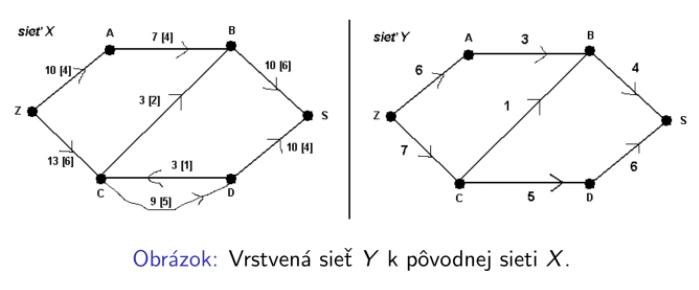 sieť X
A
7 [4]
B
10 [4]
10 [6]
Z
3 [2]
S
13 [6]
3 [1]
10 [4]
C
D
9 [5]
sieť Y
A
3
B
6
4
Z
1
S
7
6
C
5
D
Obrázok: Vrstvená sieť Y k pôvodnej sieti X.